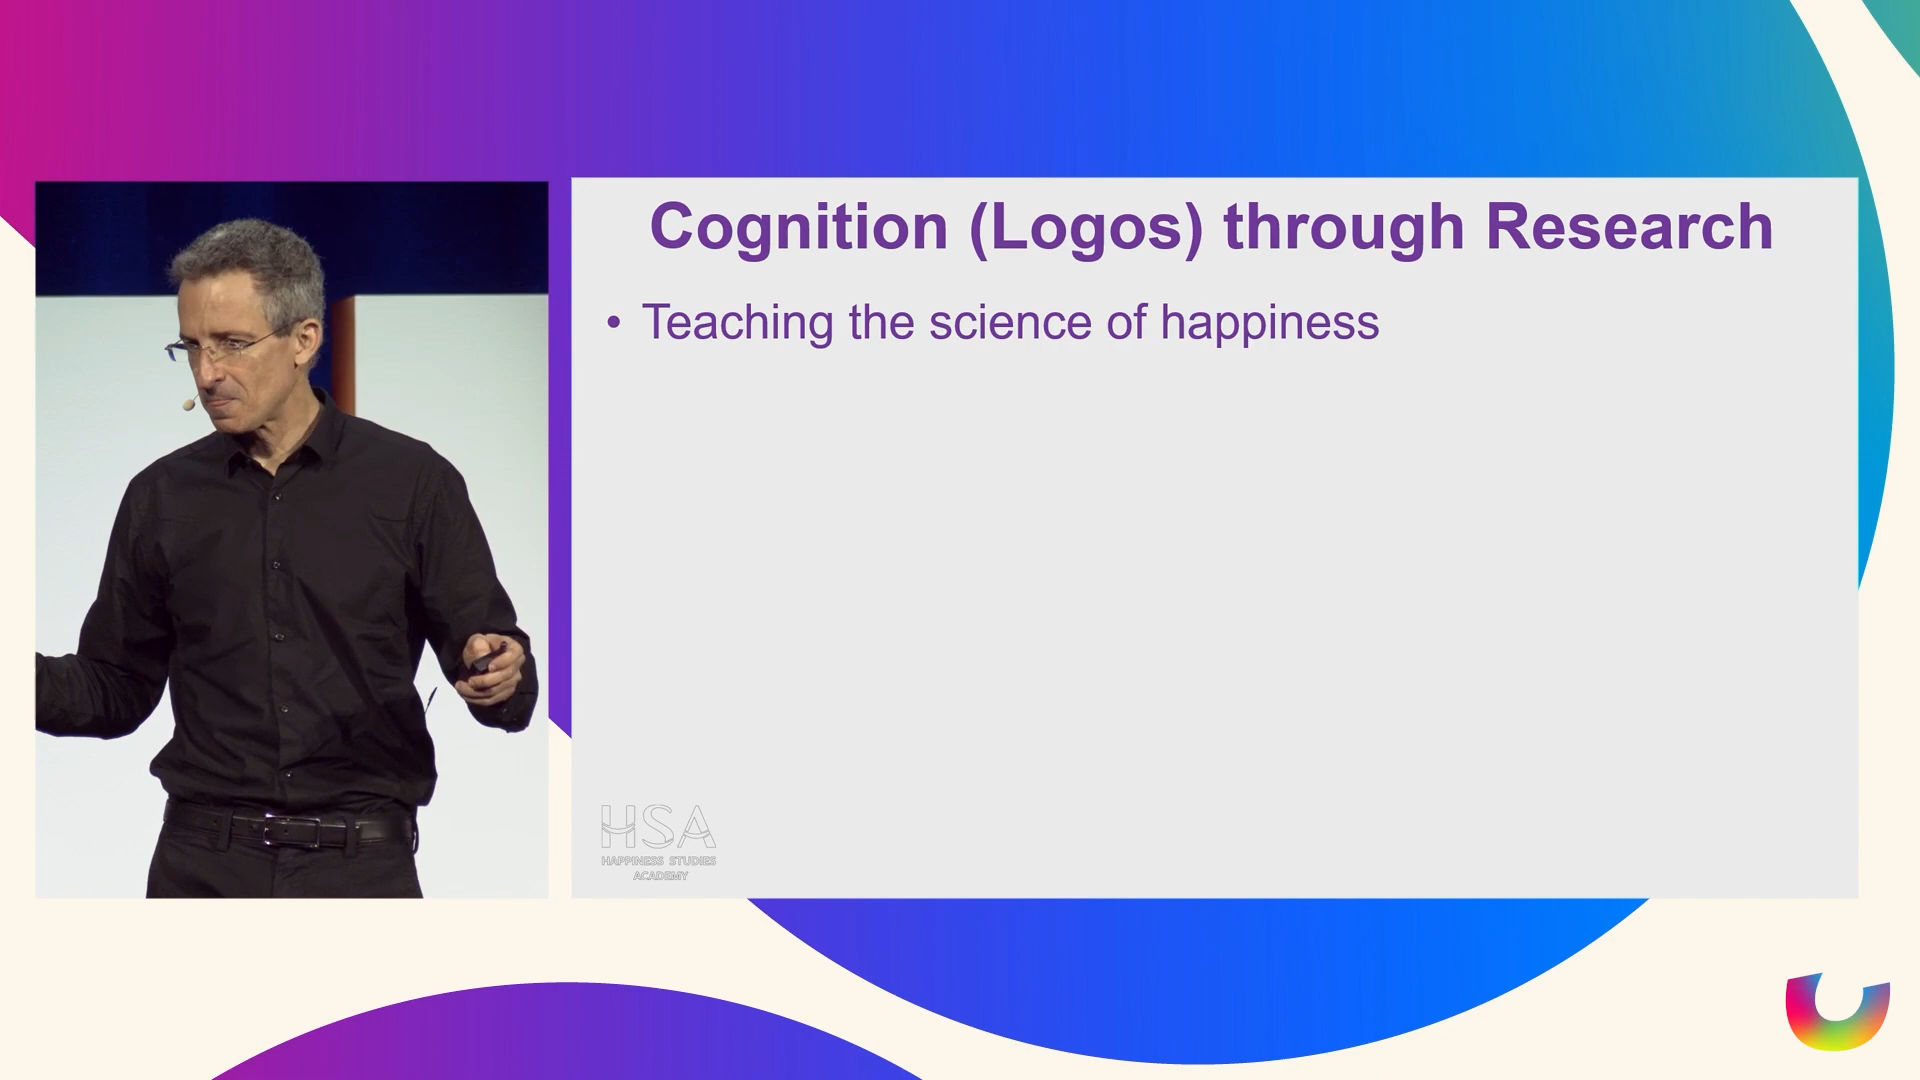 Cognition (Logos) through Research
• Teaching the science of happiness
HSA
HAPPINESS STUDIES
ACADEMY